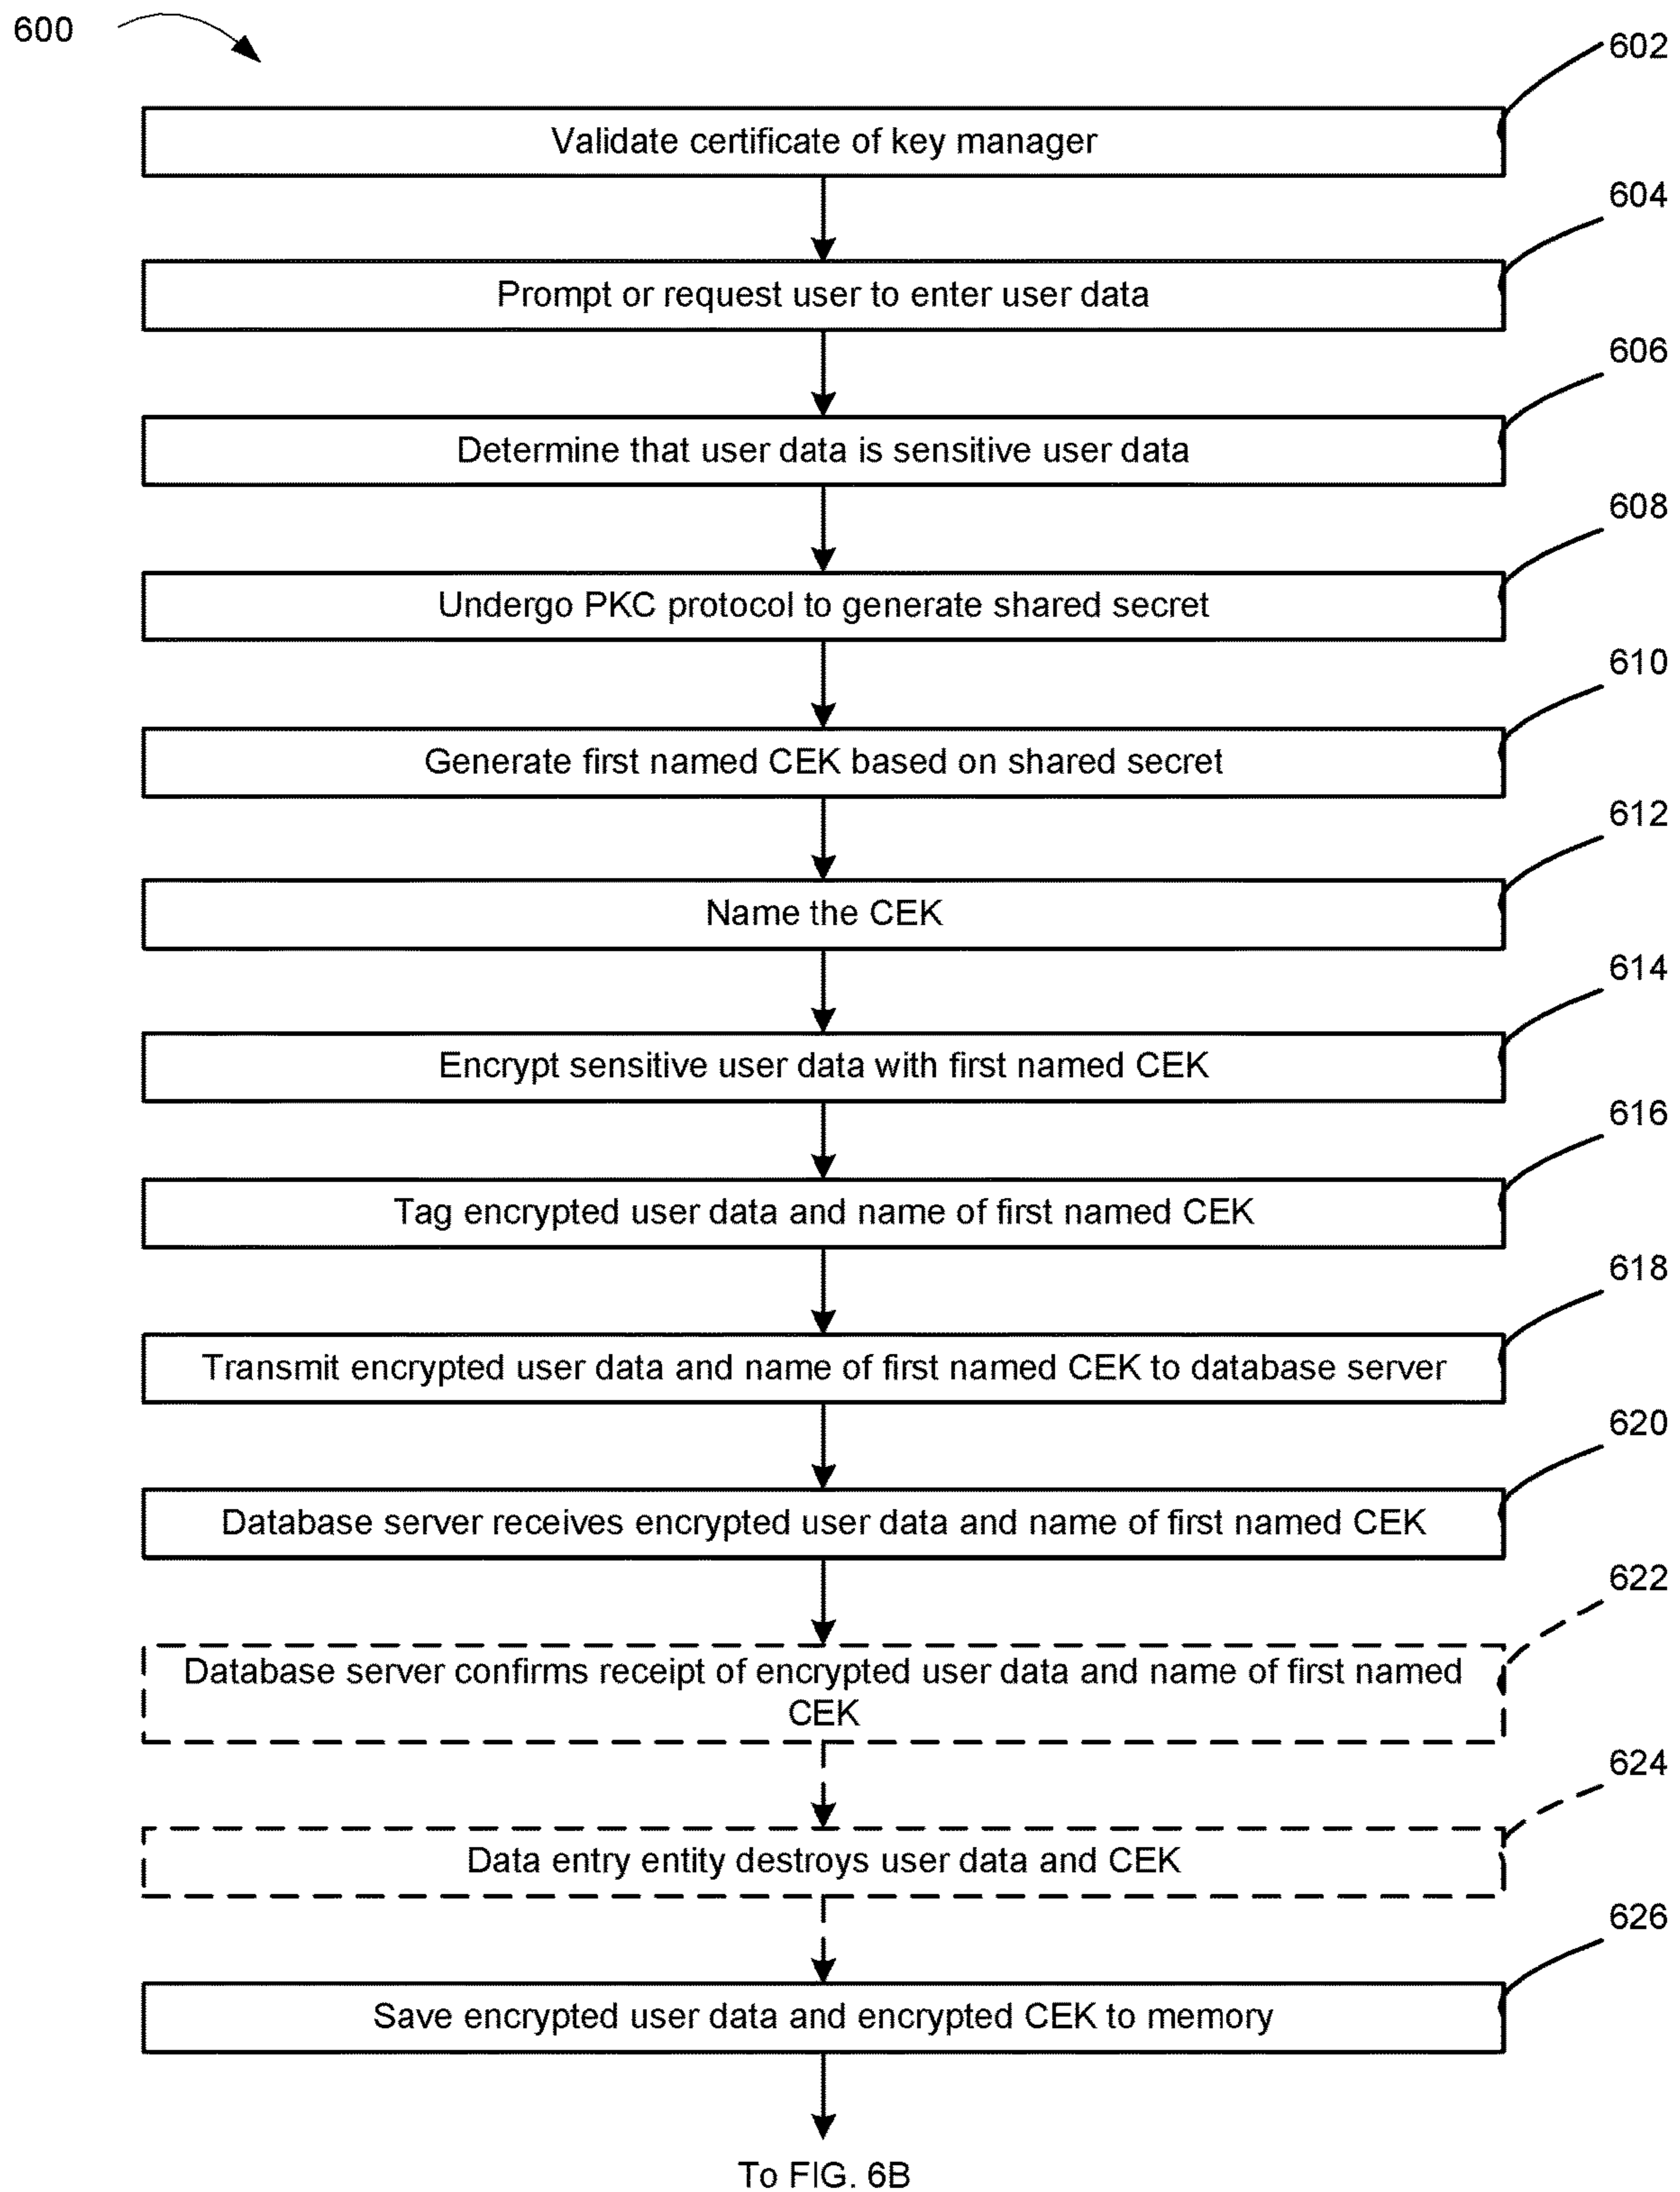 600
602
Validate certificate of key manager
604
Prompt or request user to enter user data
606
Determine that user data is sensitive user data
608
Undergo PKC protocol to generate shared secret
610
Generate first named CEK based on shared secret
612
Name the CEK
614
Encrypt sensitive user data with first named CEK
616
Tag encrypted user data and name of first named CEK
618
Transmit encrypted user data and name of first named CEK to database server
620
Database server receives encrypted user data and name of first named CEK
622
Database server confirms receipt of encrypted user data and name of first named
CEK
624
Data entry entity destroys user data and CEK
626
Save encrypted user data and encrypted CEK to memory
To FIG. 6B